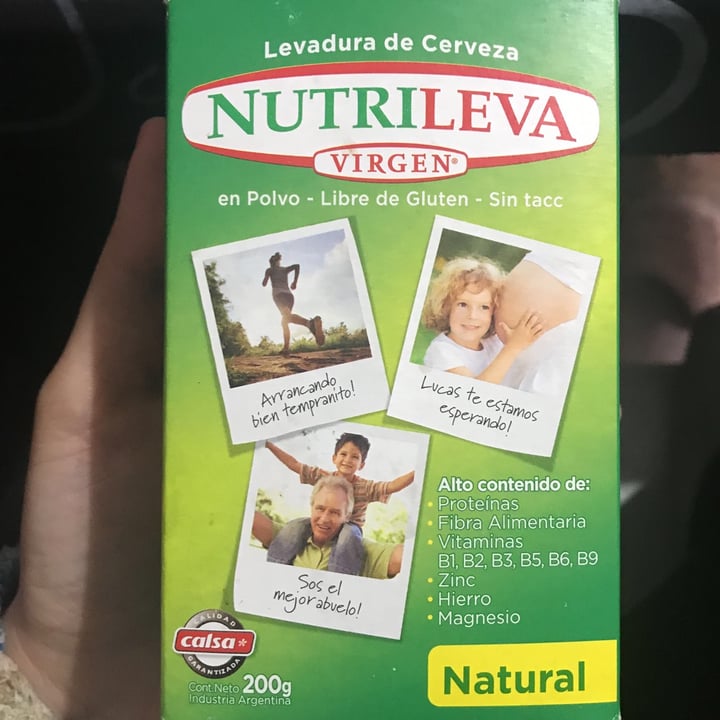 Levadura de Cerveza
NUTRILEVA
VIRGEN®
en Polvo - Libre de Gluten - Sin tacc
Arrancando
bien tempranito!
Lucas te estamos
esperando!
Sos el
mejor abuelo!
Alto contenido de:
• Proteínas
• Fibra Alimentaria
• Vitaminas
B1, B2, B3, B5, B6, B9
• Zinc
• Hierro
• Magnesio
CALIDAD
calsa*
GARANTIZADA
Cont. Neto 200g
Industria Argentina
Natural